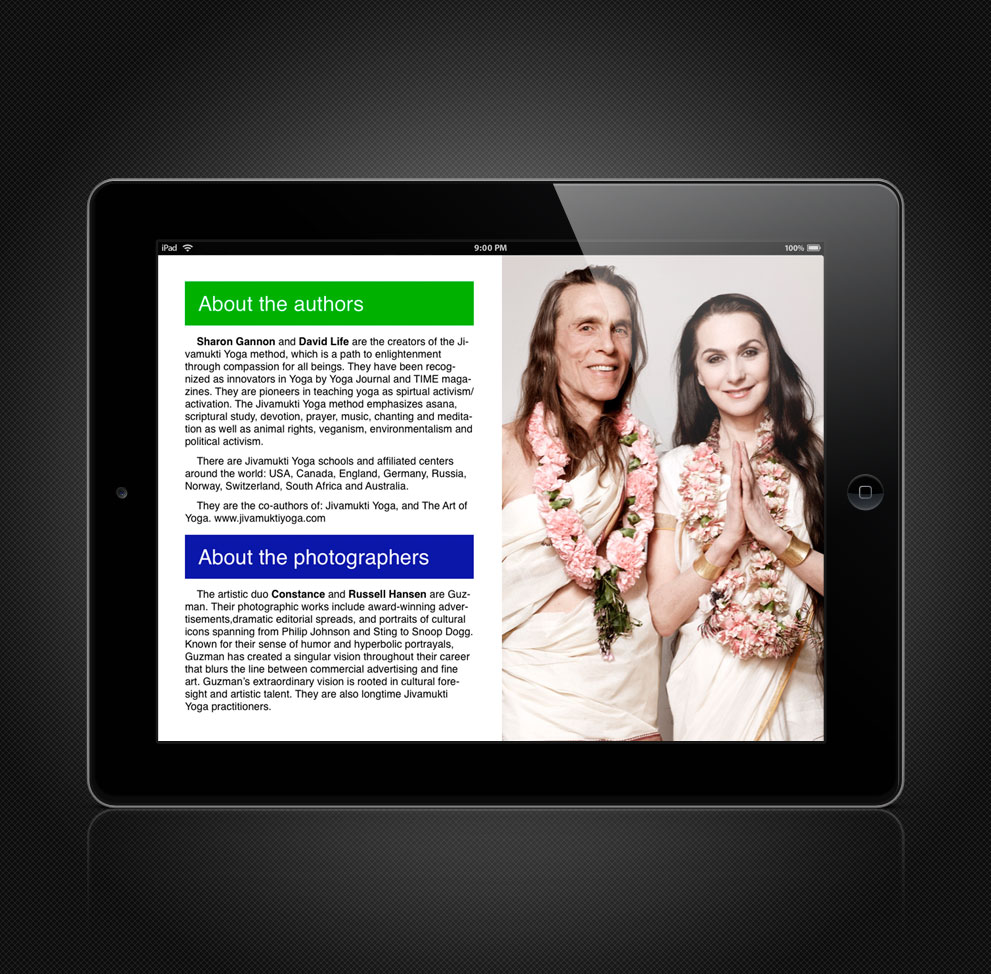 iPad 9:00 PM 100%
About the authors
Sharon Gannon and David Life are the creators of the Ji-
vamukti Yoga method, which is a path to enlightenment
through compassion for all beings. They have been recog-
nized as innovators in Yoga by Yoga Journal and TIME maga-
zines. They are pioneers in teaching yoga as spirtual activism/
activation. The Jivamukti Yoga method emphasizes asana,
scriptural study, devotion, prayer, music, chanting and medita-
tion as well as animal rights, veganism, environmentalism and
political activism.
There are Jivamukti Yoga schools and affiliated centers
around the world: USA, Canada, England, Germany, Russia,
Norway, Switzerland, South Africa and Australia.
They are the co-authors of: Jivamukti Yoga, and The Art of
Yoga. www.jivamuktiyoga.com
About the photographers
The artistic duo Constance and Russell Hansen are Guz-
man. Their photographic works include award-winning adver-
tisements,dramatic editorial spreads, and portraits of cultural
icons spanning from Philip Johnson and Sting to Snoop Dogg.
Known for their sense of humor and hyperbolic portrayals,
Guzman has created a singular vision throughout their career
that blurs the line between commercial advertising and fine
art. Guzman's extraordinary vision is rooted in cultural fore-
sight and artistic talent. They are also longtime Jivamukti
Yoga practitioners.